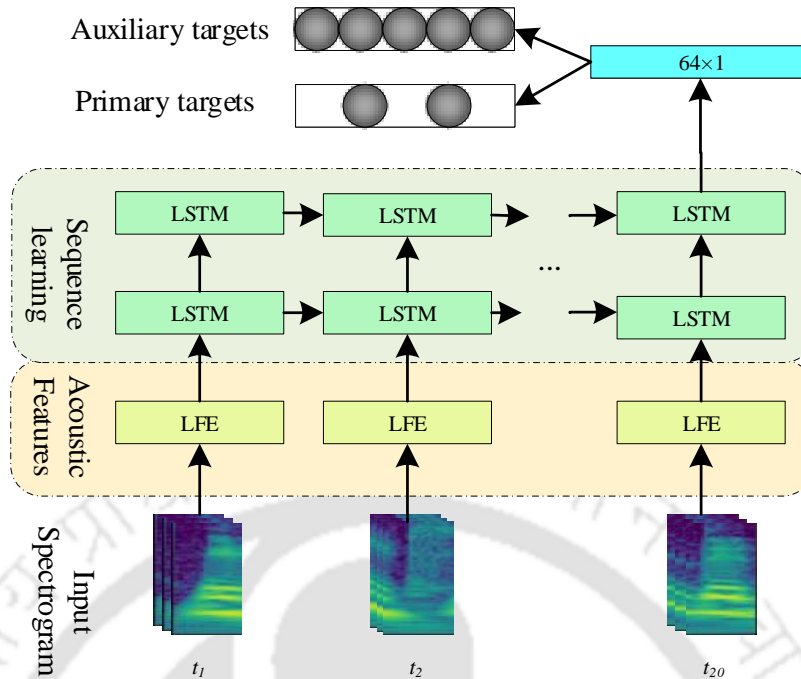 Auxiliary targets
64×1
Primary targets
Sequence
learning
LSTM
LSTM
LSTM
...
LSTM
LSTM
LSTM
Acoustic
Features
LFE
LFE
LFE
Input
Spectrogram
t1
t2
t20